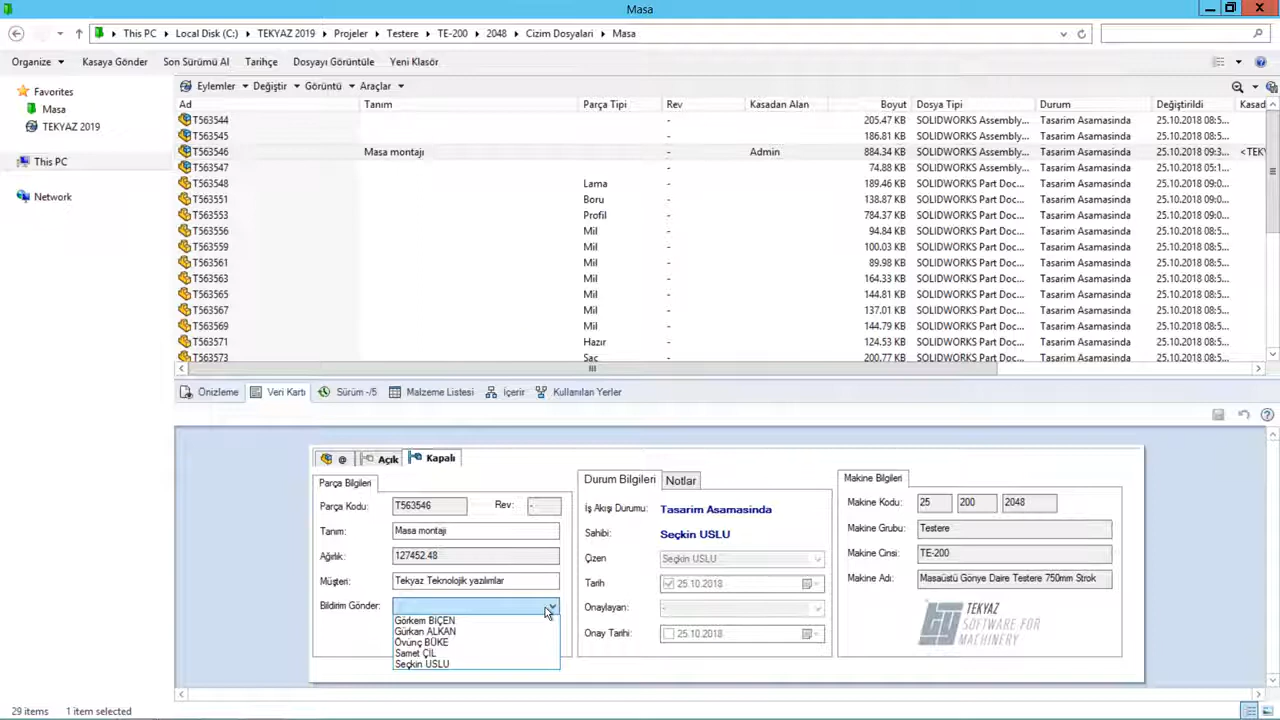 Masa
This PC Local Disk (C:) TEKYAZ 2019 Projeler Testere TE-200 2048 Cizim Dosyalari Masa
Organize Kasaya Gönder Son Sürümü Al Tarihçe Dosyayı Görüntüle Yeni Klasör
Favorites
Masa
TEKYAZ 2019
This PC
Network
Eylemler Değiştir Görüntü Araçlar
Ad Tanım Parça Tipi Rev Kasadan Alan Boyut Dosya Tipi Durum Değiştirildi Kasad
T563544 - 205.47 KB SOLIDWORKS Assembly... Tasarim Asamasinda 25.10.2018 08:5...
T563545 - 186.81 KB SOLIDWORKS Assembly... Tasarim Asamasinda 25.10.2018 08:5...
T563546 Masa montajı - Admin 884.34 KB SOLIDWORKS Assembly... Tasarim Asamasinda 25.10.2018 09:3... <TEKY
T563547 - 74.88 KB SOLIDWORKS Assembly... Tasarim Asamasinda 25.10.2018 05:1...
T563548 Lama - 189.46 KB SOLIDWORKS Part Doc... Tasarim Asamasinda 25.10.2018 09:0...
T563551 Boru - 138.87 KB SOLIDWORKS Part Doc... Tasarim Asamasinda 25.10.2018 09:0...
T563553 Profil - 784.37 KB SOLIDWORKS Part Doc... Tasarim Asamasinda 25.10.2018 09:0...
T563556 Mil - 94.84 KB SOLIDWORKS Part Doc... Tasarim Asamasinda 25.10.2018 08:5...
T563559 Mil - 100.03 KB SOLIDWORKS Part Doc... Tasarim Asamasinda 25.10.2018 08:5...
T563561 Mil - 89.98 KB SOLIDWORKS Part Doc... Tasarim Asamasinda 25.10.2018 08:5...
T563563 Mil - 164.33 KB SOLIDWORKS Part Doc... Tasarim Asamasinda 25.10.2018 08:5...
T563565 Mil - 144.81 KB SOLIDWORKS Part Doc... Tasarim Asamasinda 25.10.2018 08:5...
T563567 Mil - 137.01 KB SOLIDWORKS Part Doc... Tasarim Asamasinda 25.10.2018 08:5...
T563569 Mil - 144.79 KB SOLIDWORKS Part Doc... Tasarim Asamasinda 25.10.2018 08:5...
T563571 Hazır - 124.53 KB SOLIDWORKS Part Doc... Tasarim Asamasinda 25.10.2018 08:5...
T563573 Sac - 200.77 KB SOLIDWORKS Part Doc... Tasarim Asamasinda 25.10.2018 08:5...
Önizleme Veri Kartı Sürüm -/5 Malzeme Listesi İçerir Kullanılan Yerler
@ Açık Kapalı
Parça Bilgileri
Parça Kodu: T563546 Rev: -
Tanım: Masa montajı
Ağırlık: 127452.48
Müşteri: Tekyaz Teknolojik yazılımlar
Bildirim Gönder:
Görkem BİÇEN
Gürkan ALKAN
Övünç BÜKE
Samet ÇİL
Seçkin USLU
Durum Bilgileri Notlar
İş Akışı Durumu: Tasarim Asamasinda
Sahibi: Seçkin USLU
Çizen Seçkin USLU
Tarih 25.10.2018
Onaylayan: -
Onay Tarihi: 25.10.2018
Makine Bilgileri
Makine Kodu: 25 200 2048
Makine Grubu: Testere
Makine Cinsi: TE-200
Makine Adı: Masaüstü Gönye Daire Testere 750mm Strok
TEKYAZ
SOFTWARE FOR
MACHINERY
29 items 1 item selected